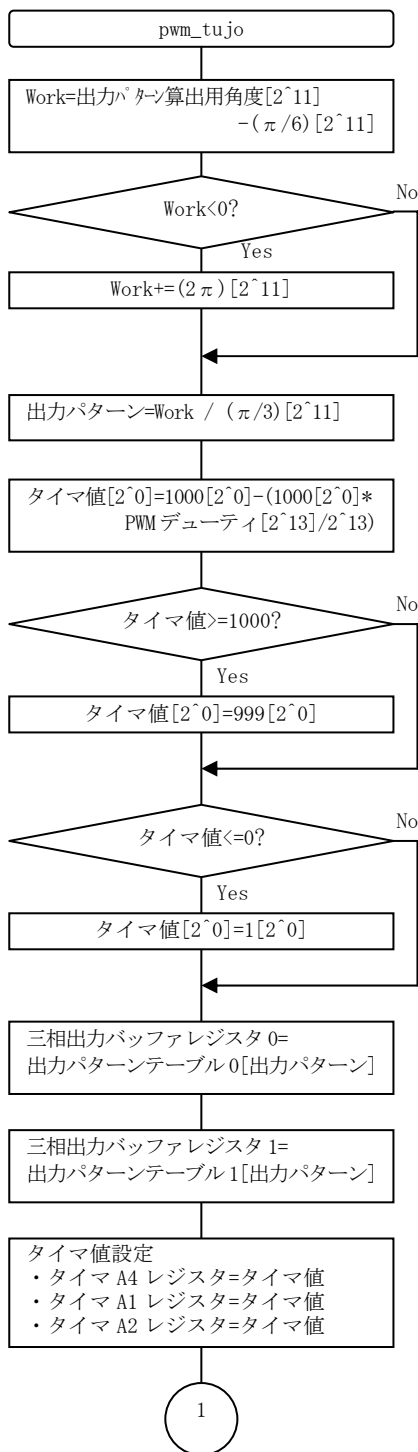 pwm_tujo
Work=出力パターン算出用角度[2^11]
-(π/6)[2^11]
Work<0?
No
Yes
Work+=(2π)[2^11]
出力パターン=Work / (π/3)[2^11]
タイマ値[2^0]=1000[2^0]-(1000[2^0]*
PWMデューティ[2^13]/2^13)
タイマ値>=1000?
No
Yes
タイマ値[2^0]=999[2^0]
タイマ値<=0?
No
Yes
タイマ値[2^0]=1[2^0]
三相出力バッファレジスタ0=
出力パターンテーブル0[出力パターン]
三相出力バッファレジスタ1=
出力パターンテーブル1[出力パターン]
タイマ値設定
・タイマA4レジスタ=タイマ値
・タイマA1レジスタ=タイマ値
・タイマA2レジスタ=タイマ値
1